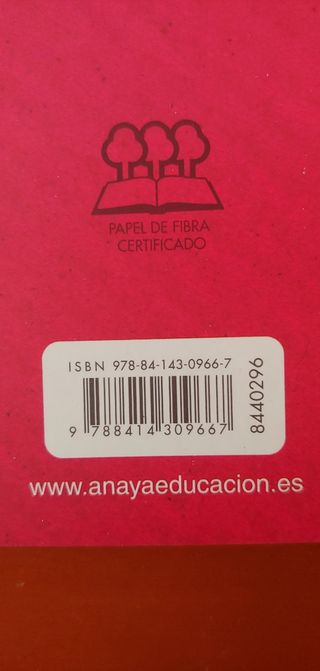 PAPEL DE FIBRA
CERTIFICADO
ISBN 978-84-143-0966-7
9 788414 309667
8440296
www.anayaeducacion.es